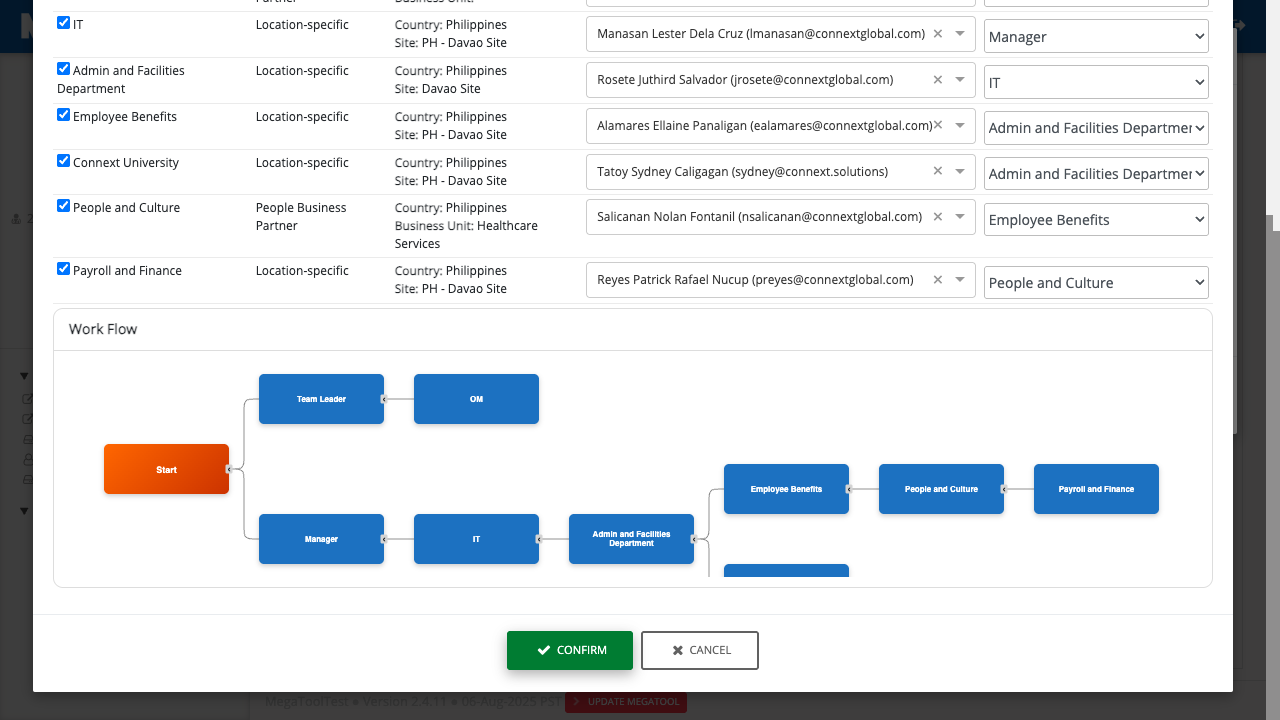 Partner
Business Unit:
IT
Location-specific
Country: Philippines
Site: PH - Davao Site
Manasan Lester Dela Cruz (lmanasan@connextglobal.com)
Manager
Admin and Facilities
Department
Location-specific
Country: Philippines
Site: Davao Site
Rosete Juthird Salvador (jrosete@connextglobal.com)
IT
Employee Benefits
Location-specific
Country: Philippines
Site: PH - Davao Site
Alamares Ellaine Panaligan (ealamares@connextglobal.com)
Admin and Facilities Departmen
Connext University
Location-specific
Country: Philippines
Site: PH - Davao Site
Tatoy Sydney Caligagan (sydney@connext.solutions)
Admin and Facilities Departmen
People and Culture
People Business
Partner
Country: Philippines
Business Unit: Healthcare
Services
Salicanan Nolan Fontanil (nsalicanan@connextglobal.com)
Employee Benefits
Payroll and Finance
Location-specific
Country: Philippines
Site: PH - Davao Site
Reyes Patrick Rafael Nucup (preyes@connextglobal.com)
People and Culture
Work Flow
Team Leader
OM
Start
Employee Benefits
People and Culture
Payroll and Finance
Manager
IT
Admin and Facilities
Department
CONFIRM
CANCEL
MegaToolTest • Version 2.4.11 • 06-Aug-2025 PST
UPDATE MEGATOOL